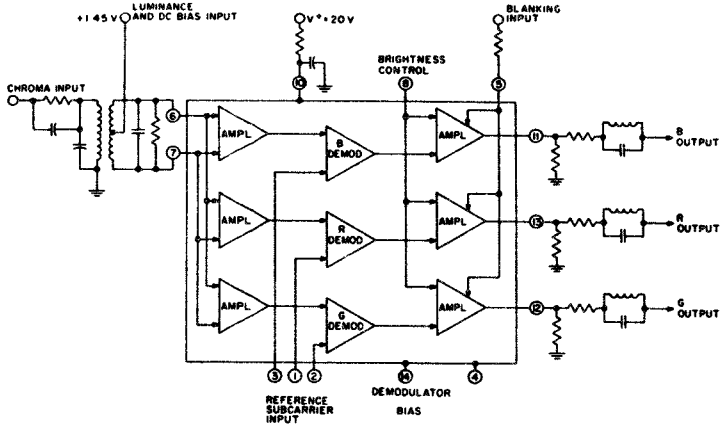 +1 45 V
LUMINANCE
AND DC BIAS INPUT
V+ = 20V
BLANKING
INPUT
CHROMA INPUT
BRIGHTNESS
CONTROL
10
8
5
6
7
AMPL
B
DEMOD
AMPL
11
B
OUTPUT
AMPL
R
DEMOD
AMPL
13
R
OUTPUT
AMPL
G
DEMOD
AMPL
12
G
OUTPUT
3
1
2
14
4
REFERENCE
SUBCARRIER
INPUT
DEMODULATOR
BIAS